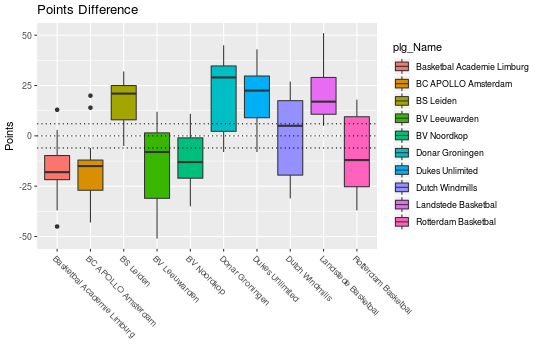 Points Difference
50
25
0
-25
-50
Points
Basketbal Academie Limburg
BC APOLLO Amsterdam
BS Leiden
BV Leeuwarden
BV Noordkop
Donar Groningen
Dukes Unlimited
Dutch Windmills
Landstede Basketbal
Rotterdam Basketbal
plg_Name
Basketbal Academie Limburg
BC APOLLO Amsterdam
BS Leiden
BV Leeuwarden
BV Noordkop
Donar Groningen
Dukes Unlimited
Dutch Windmills
Landstede Basketbal
Rotterdam Basketbal